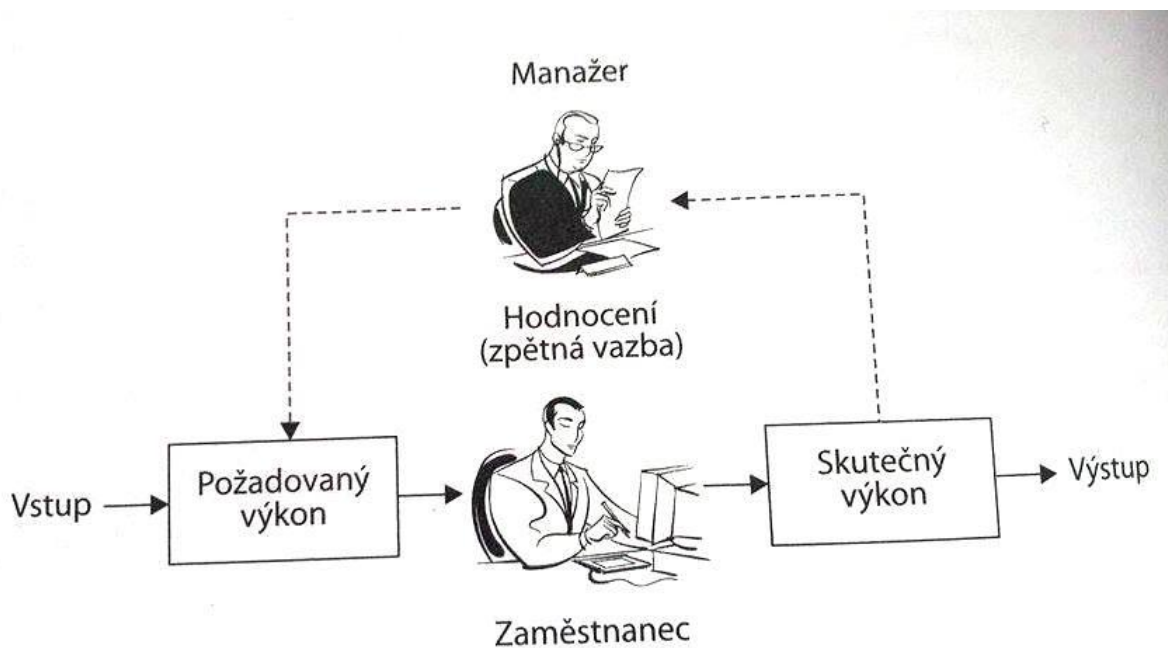 Manažer
Hodnocení
(zpětná vazba)
Vstup
Požadovaný
výkon
Skutečný
výkon
Výstup
Zaměstnanec